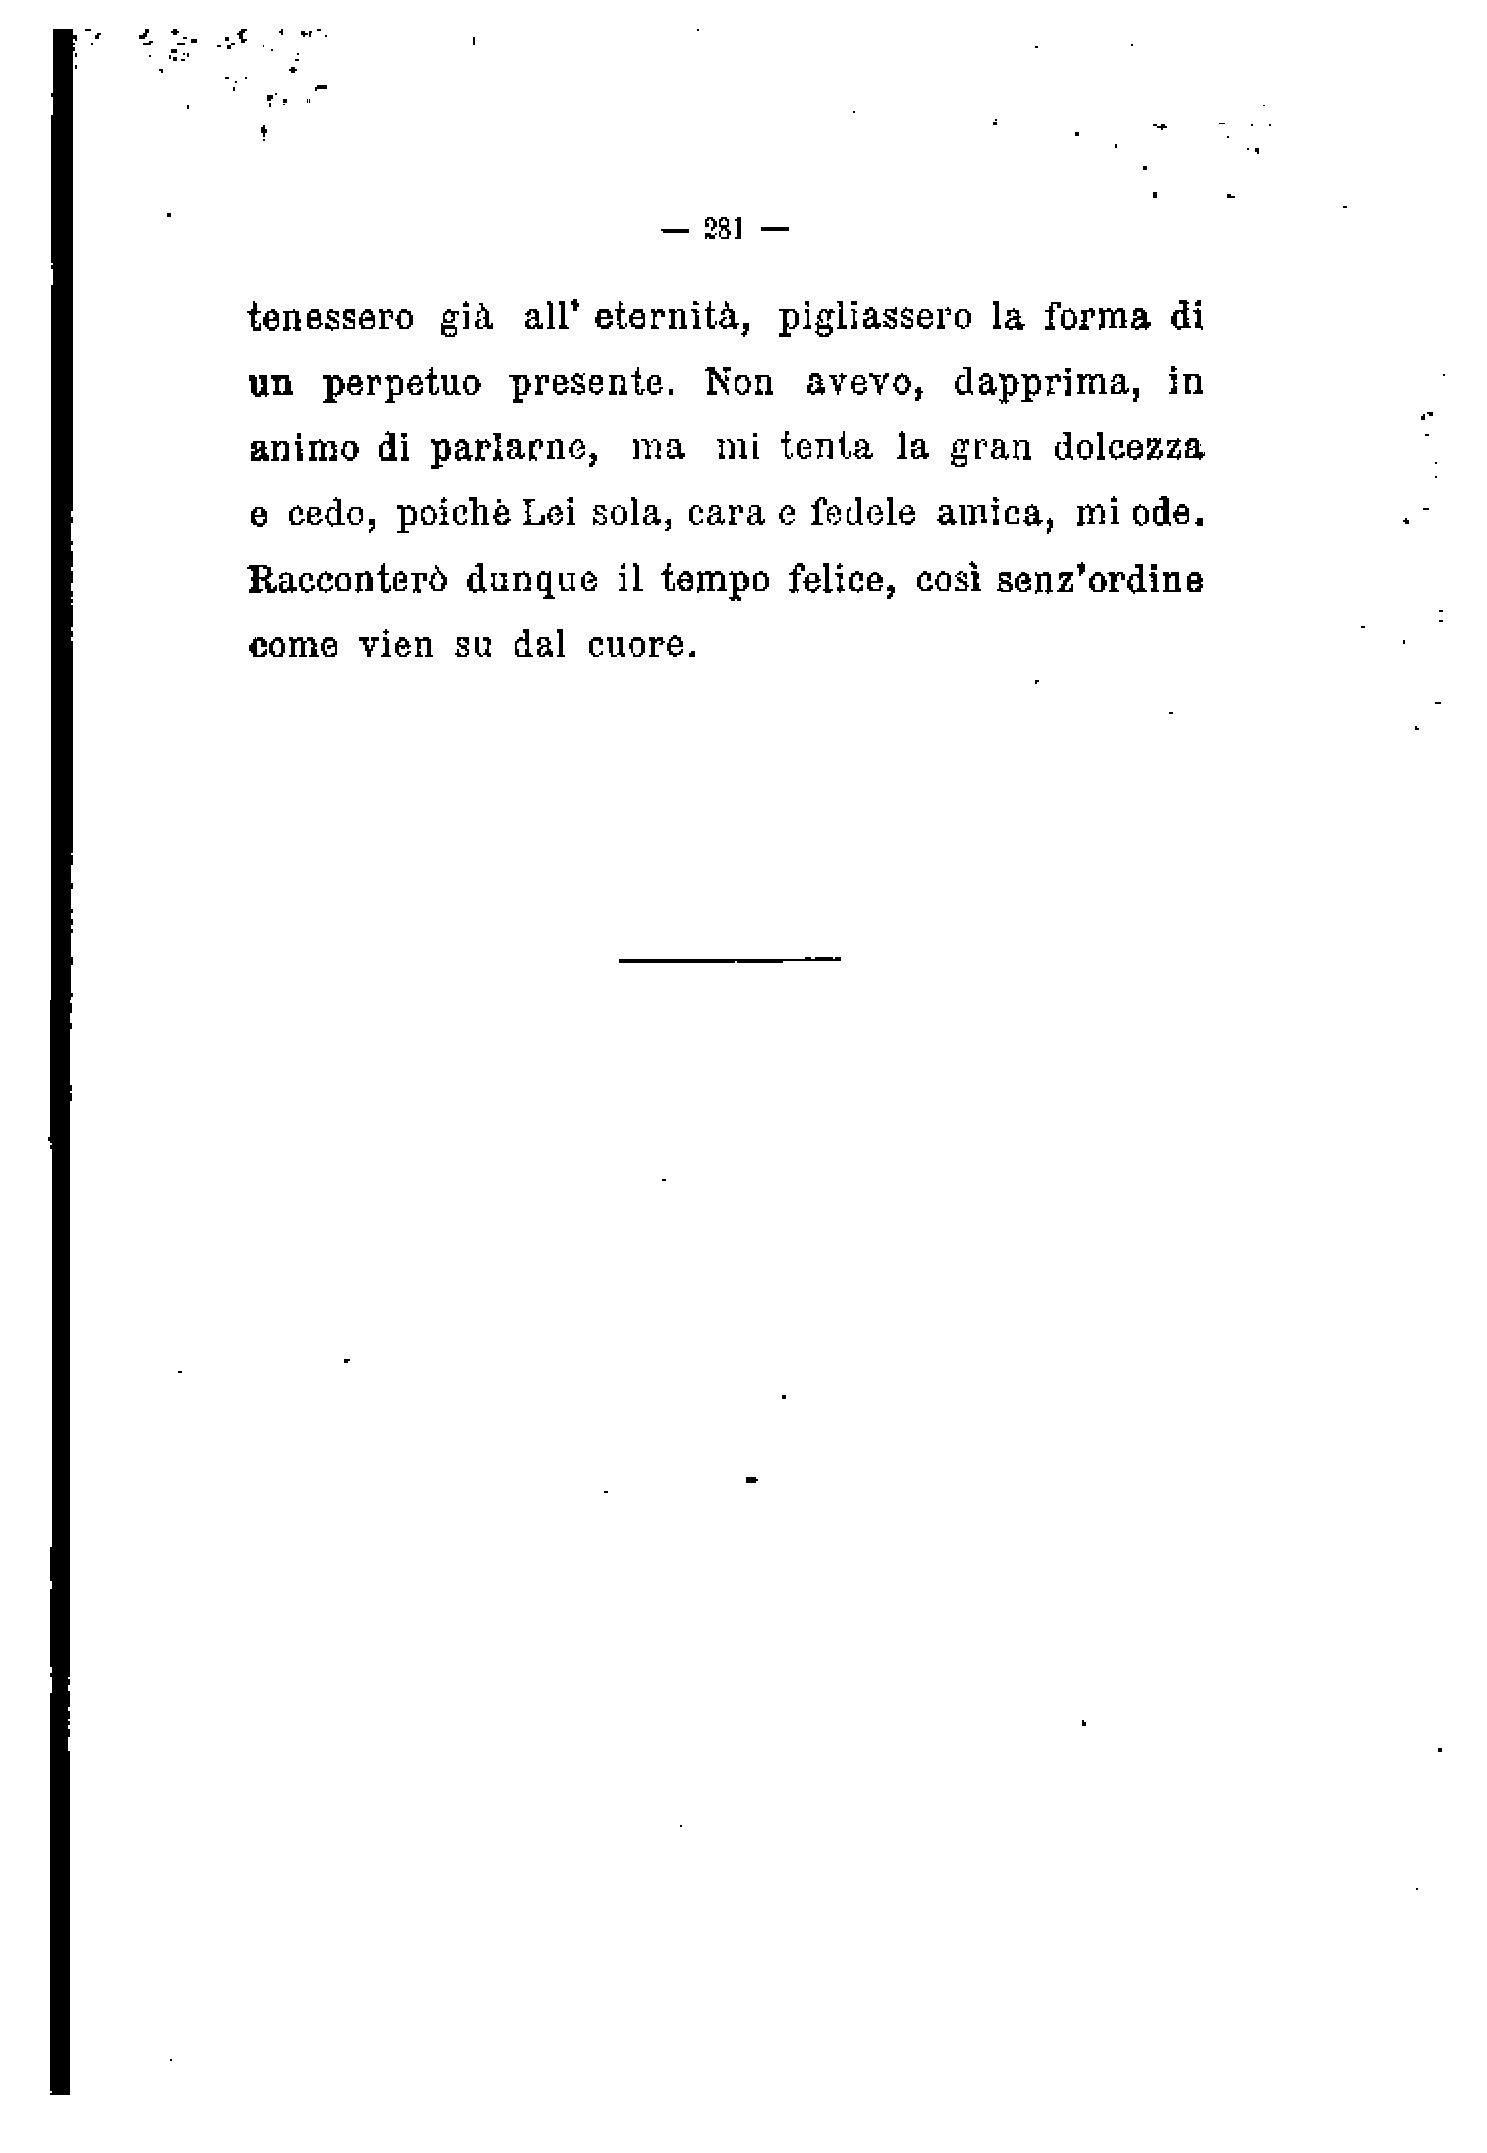 — 281 —
tenessero già all' eternità, pigliassero la forma di
un perpetuo presente. Non avevo, dapprima, in
animo di parlarne, ma mi tenta la gran dolcezza
e cedo, poichè Lei sola, cara e fedele amica, mi ode.
Racconterò dunque il tempo felice, così senz'ordine
come vien su dal cuore.